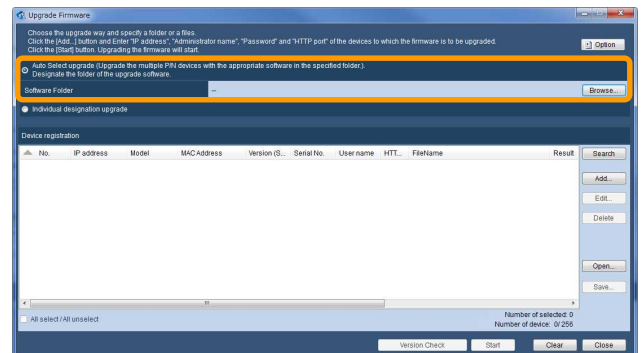 Upgrade Firmware
Choose the upgrade way and specify a folder or a files.
Click the [Add...] button and Enter "IP address", "Administrator name", "Password" and "HTTP port" of the devices to which the firmware is to be upgraded.
Click the [Start] button. Upgrading the firmware will start.
Option
Auto Select upgrade (Upgrade the multiple P/N devices with the appropriate software in the specified folder.).
Designate the folder of the upgrade software.
Software Folder -- Browse...
Individual designation upgrade
Device registration
No. IP address Model MAC Address Version (S... Serial No. User name HTT... FileName Result Search
Add...
Edit...
Delete
Open...
Save...
All select / All unselect
Number of selected: 0
Number of device: 0/ 256
Version Check Start Clear Close